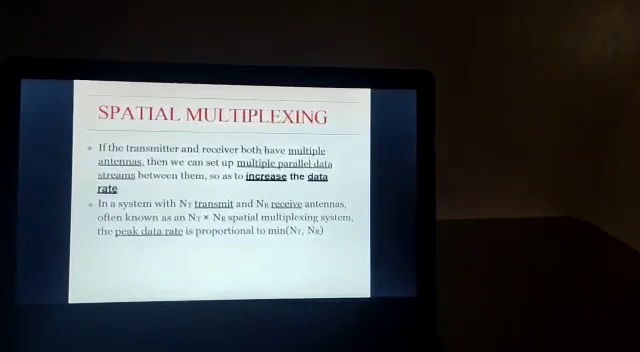 SPATIAL MULTIPLEXING
If the transmitter and receiver both have multiple
antennas, then we can set up multiple parallel data
streams between them, so as to increase the data
rate
In a system with NT transmit and NR receive antennas,
often known as an NT × NR spatial multiplexing system,
the peak data rate is proportional to min(NT, NR)